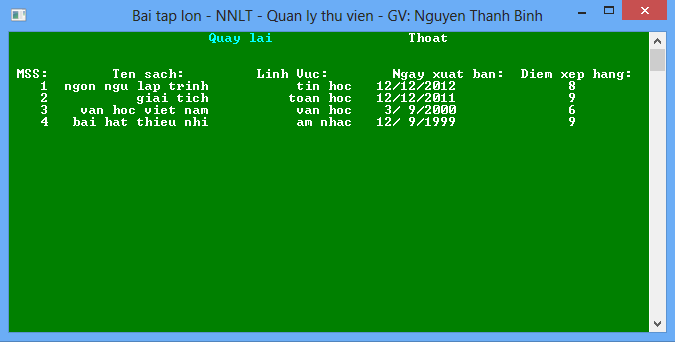 Bai tap lon - NNLT - Quan ly thu vien - GV: Nguyen Thanh Binh
Quay lai Thoat
MSS: Ten sach: Linh Vuc: Ngay xuat ban: Diem xep hang:
1 ngon ngu lap trinh tin hoc 12/12/2012 8
2 giai tich toan hoc 12/12/2011 9
3 van hoc viet nam van hoc 3/ 9/2000 6
4 bai hat thieu nhi am nhac 12/ 9/1999 9